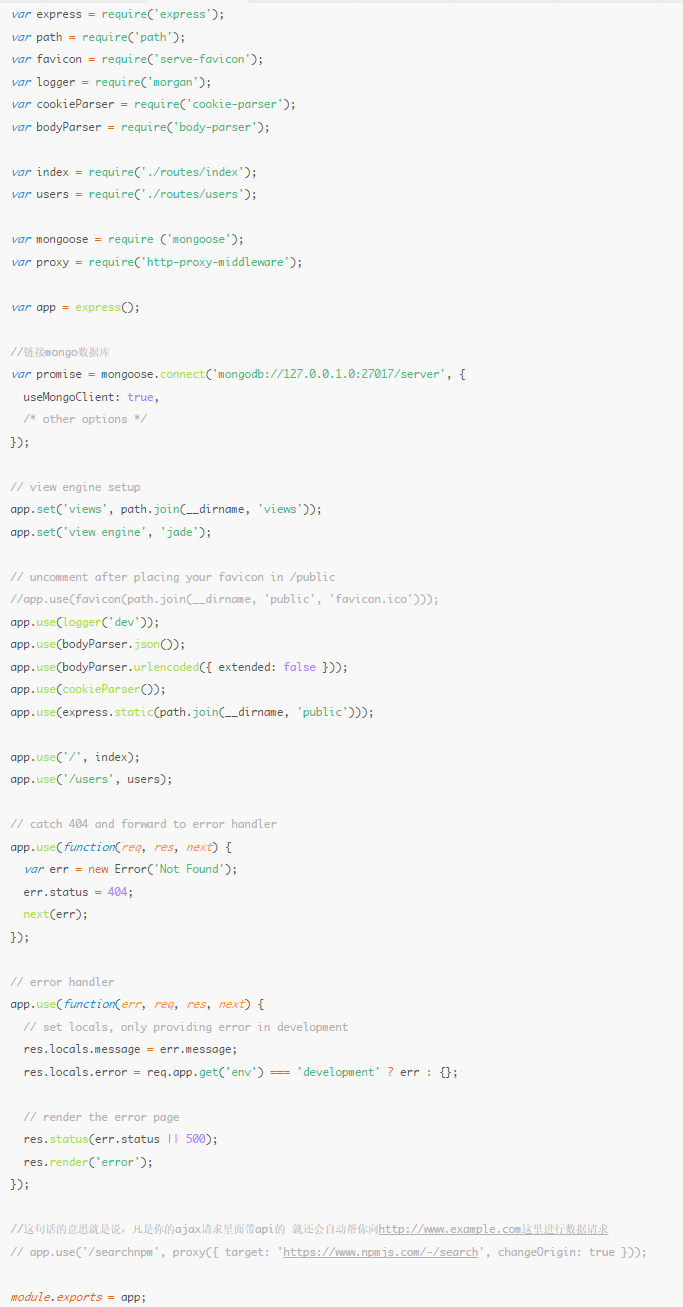 var express = require('express');
var path = require('path');
var favicon = require('serve-favicon');
var logger = require('morgan');
var cookieParser = require('cookie-parser');
var bodyParser = require('body-parser');
var index = require('./routes/index');
var users = require('./routes/users');
var mongoose = require ('mongoose');
var proxy = require('http-proxy-middleware');
var app = express();
//链接mongo数据库
var promise = mongoose.connect('mongodb://127.0.0.1.0:27017/server', {
  useMongoClient: true,
  /* other options */
});
// view engine setup
app.set('views', path.join(__dirname, 'views'));
app.set('view engine', 'jade');
// uncomment after placing your favicon in /public
//app.use(favicon(path.join(__dirname, 'public', 'favicon.ico')));
app.use(logger('dev'));
app.use(bodyParser.json());
app.use(bodyParser.urlencoded({ extended: false }));
app.use(cookieParser());
app.use(express.static(path.join(__dirname, 'public')));
app.use('/', index);
app.use('/users', users);
// catch 404 and forward to error handler
app.use(function(req, res, next) {
  var err = new Error('Not Found');
  err.status = 404;
  next(err);
});
// error handler
app.use(function(err, req, res, next) {
  // set locals, only providing error in development
  res.locals.message = err.message;
  res.locals.error = req.app.get('env') === 'development' ? err : {};
  // render the error page
  res.status(err.status || 500);
  res.render('error');
});
//这句话的意思就是说，凡是你的ajax请求里面带api的 就还会自动帮你向http://www.example.com这里进行数据请求
// app.use('/searchnpm', proxy({ target: 'https://www.npmjs.com/-/search', changeOrigin: true }));
module.exports = app;